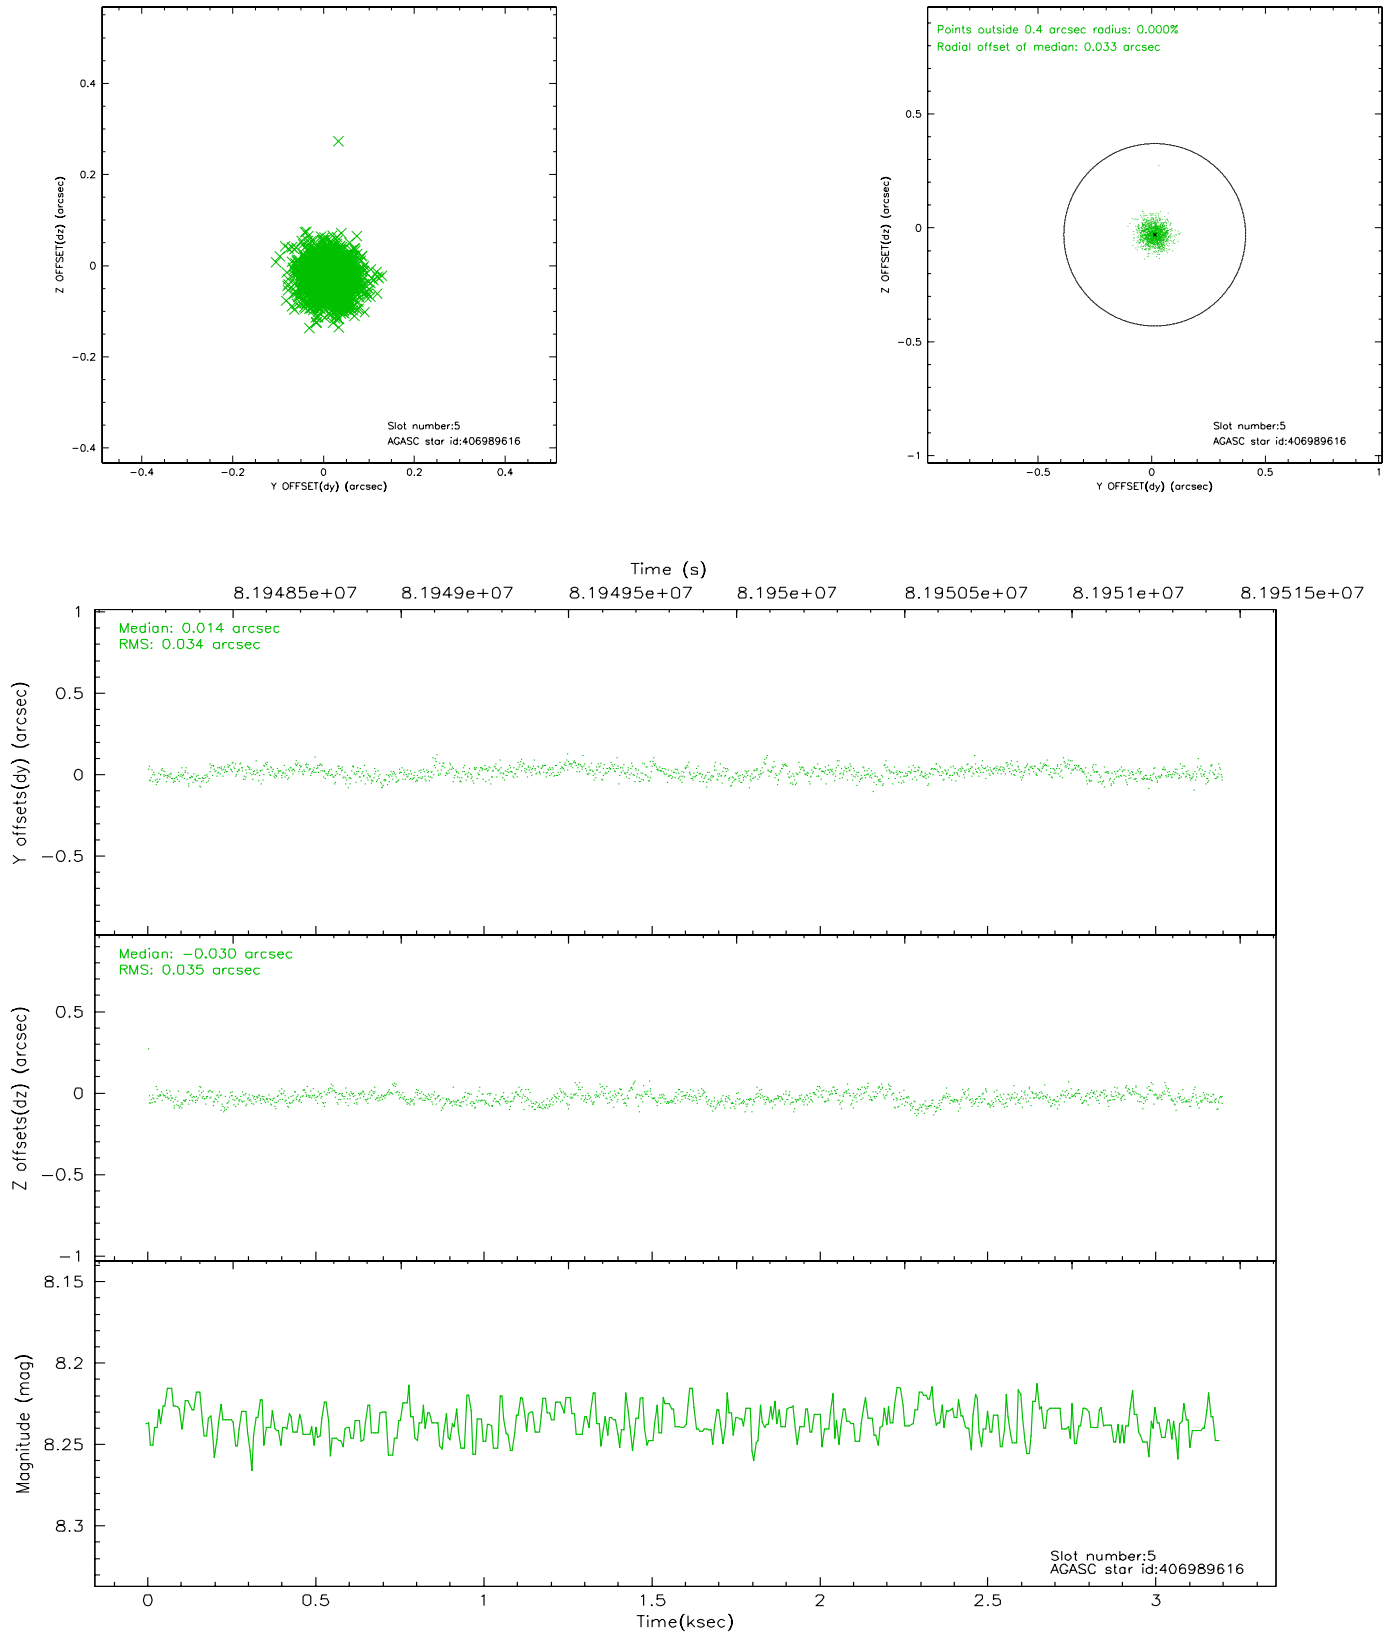 0.4
0.2
0
−0.2
−0.4
Z OFFSET(dz) (arcsec)
Slot number:5
AGASC star id:406989616
−0.4 −0.2 0 0.2 0.4
Y OFFSET(dy) (arcsec)
Points outside 0.4 arcsec radius: 0.000%
Radial offset of median: 0.033 arcsec
0.5
0
−0.5
−1
Z OFFSET(dz) (arcsec)
Slot number:5
AGASC star id:406989616
−0.5 0 0.5 1
Y OFFSET(dy) (arcsec)
Time (s)
8.19485e+07 8.1949e+07 8.19495e+07 8.195e+07 8.19505e+07 8.1951e+07 8.19515e+07
Median: 0.014 arcsec
RMS: 0.034 arcsec
1
0.5
0
−0.5
Y offsets(dy) (arcsec)
Median: −0.030 arcsec
RMS: 0.035 arcsec
0.5
0
−0.5
−1
Z offsets(dz) (arcsec)
8.15
8.2
8.25
8.3
Magnitude (mag)
Slot number:5
AGASC star id:406989616
0 0.5 1 1.5 2 2.5 3
Time(ksec)